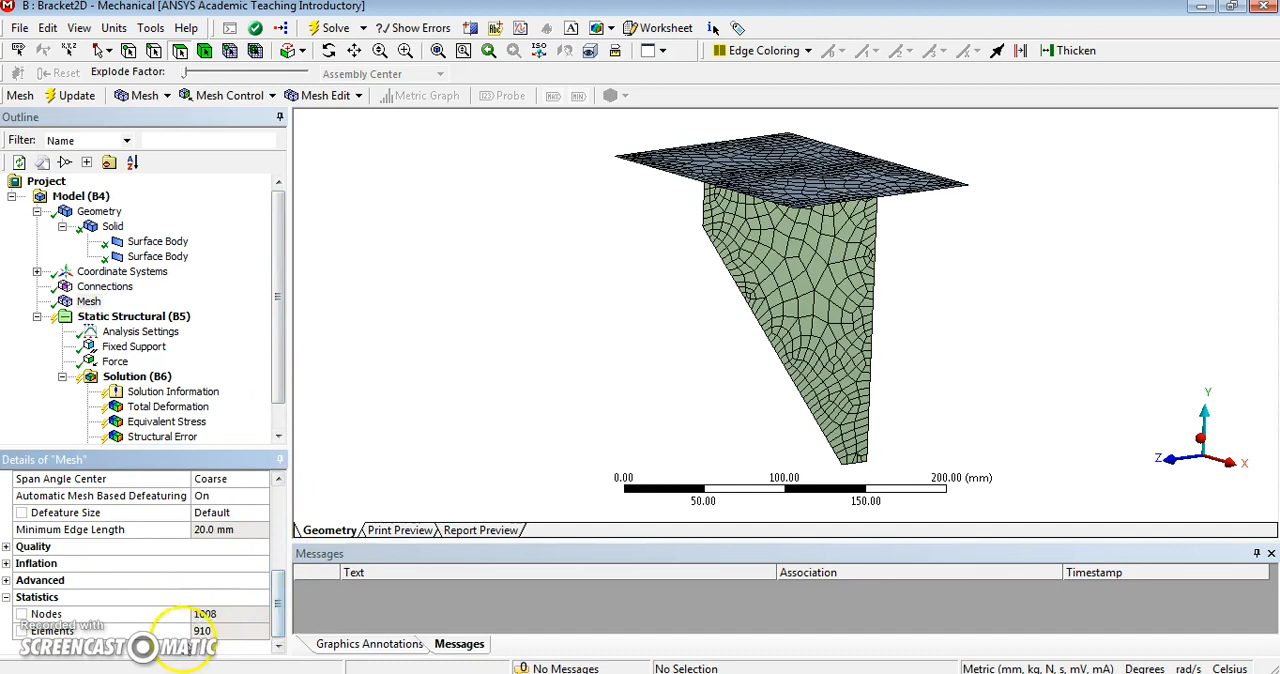 B : Bracket2D - Mechanical [ANSYS Academic Teaching Introductory]
File Edit View Units Tools Help Solve ?/ Show Errors Worksheet
Edge Coloring Thicken
Reset Explode Factor: Assembly Center
Mesh Update Mesh Mesh Control Mesh Edit Metric Graph Probe MAX MIN
Outline
Filter: Name
Project
Model (B4)
Geometry
Solid
Surface Body
Surface Body
Coordinate Systems
Connections
Mesh
Static Structural (B5)
Analysis Settings
Fixed Support
Force
Solution (B6)
Solution Information
Total Deformation
Equivalent Stress
Structural Error
Details of "Mesh"
Span Angle Center Coarse
Automatic Mesh Based Defeaturing On
Defeature Size Default
Minimum Edge Length 20.0 mm
Quality
Inflation
Advanced
Statistics
Nodes 1008
Elements 910
Recorded with
SCREENCAST MATIC
Y
Z
X
0.00 100.00 200.00 (mm)
50.00 150.00
Geometry Print Preview Report Preview
Messages
Text Association Timestamp
Graphics Annotations Messages
0 No Messages No Selection Metric (mm, kg, N, s, mV, mA) Degrees rad/s Celsius